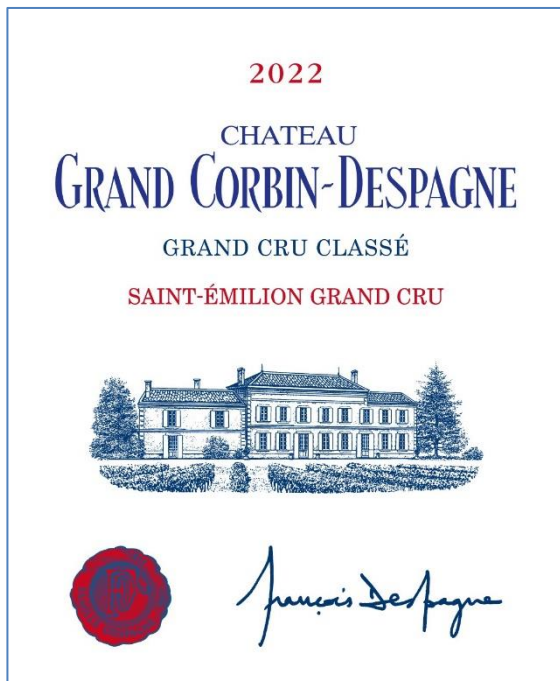 2022
CHATEAU
GRAND CORBIN-DESPAGNE
GRAND CRU CLASSÉ
SAINT-ÉMILION GRAND CRU
François Despagne